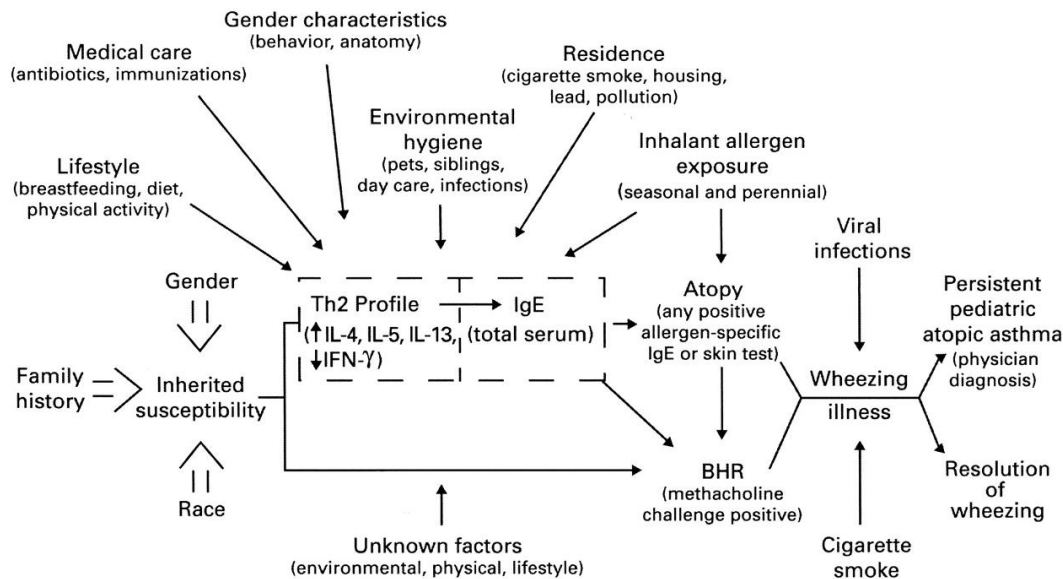 Gender characteristics
(behavior, anatomy)
Medical care
(antibiotics, immunizations)
Residence
(cigarette smoke, housing,
lead, pollution)
Environmental
hygiene
(pets, siblings,
day care, infections)
Inhalant allergen
exposure
(seasonal and perennial)
Lifestyle
(breastfeeding, diet,
physical activity)
Viral
infections
Gender
Th2 Profile
(↑IL-4, IL-5, IL-13,
↓IFN-γ)
IgE
(total serum)
Atopy
(any positive
allergen-specific
IgE or skin test)
Persistent
pediatric
atopic asthma
(physician
diagnosis)
Family
history
Inherited
susceptibility
Wheezing
illness
Race
BHR
(methacholine
challenge positive)
Resolution
of
wheezing
Unknown factors
(environmental, physical, lifestyle)
Cigarette
smoke